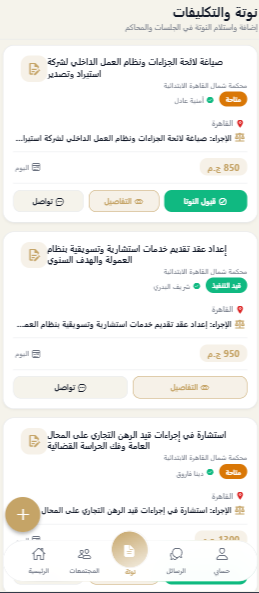 نوتة والتكليفات
إضافة واستلام النوتة في الجلسات والمحاكم
صياغة لائحة الجزاءات ونظام العمل الداخلي لشركة
استيراد وتصدير
محكمة شمال القاهرة الابتدائية
متاحة
أمنية عادل
القاهرة
الإجراء: صياغة لائحة الجزاءات ونظام العمل الداخلي لشركة استيرا...
850 ج.م
اليوم
قبول النوتا
التفاصيل
تواصل
إعداد عقد تقديم خدمات استشارية وتسويقية بنظام
العمولة والهدف السنوي
محكمة شمال القاهرة الابتدائية
قيد التنفيذ
شريف البدري
القاهرة
الإجراء: إعداد عقد تقديم خدمات استشارية وتسويقية بنظام العمـ...
950 ج.م
اليوم
التفاصيل
تواصل
استشارة في إجراءات قيد الرهن التجاري على المحال
العامة وفك الحراسة القضائية
محكمة شمال القاهرة الابتدائية
متاحة
دينا فاروق
القاهرة
الإجراء: استشارة في إجراءات قيد الرهن التجاري على المحال
حسابي
الرسائل
نوتة
المجتمعات
الرئيسية